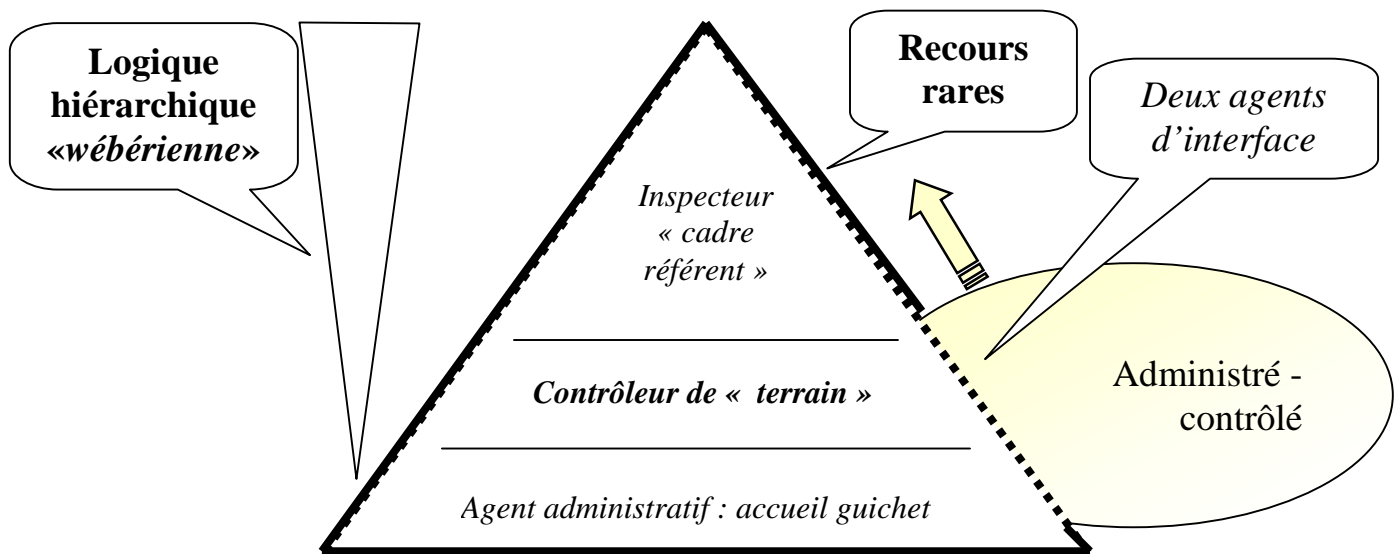 Logique
hiérarchique
«wébérienne»
Recours
rares
Deux agents
d’interface
Inspecteur
« cadre
référent »
Contrôleur de «  terrain »
Administré -
contrôlé
Agent administratif : accueil guichet